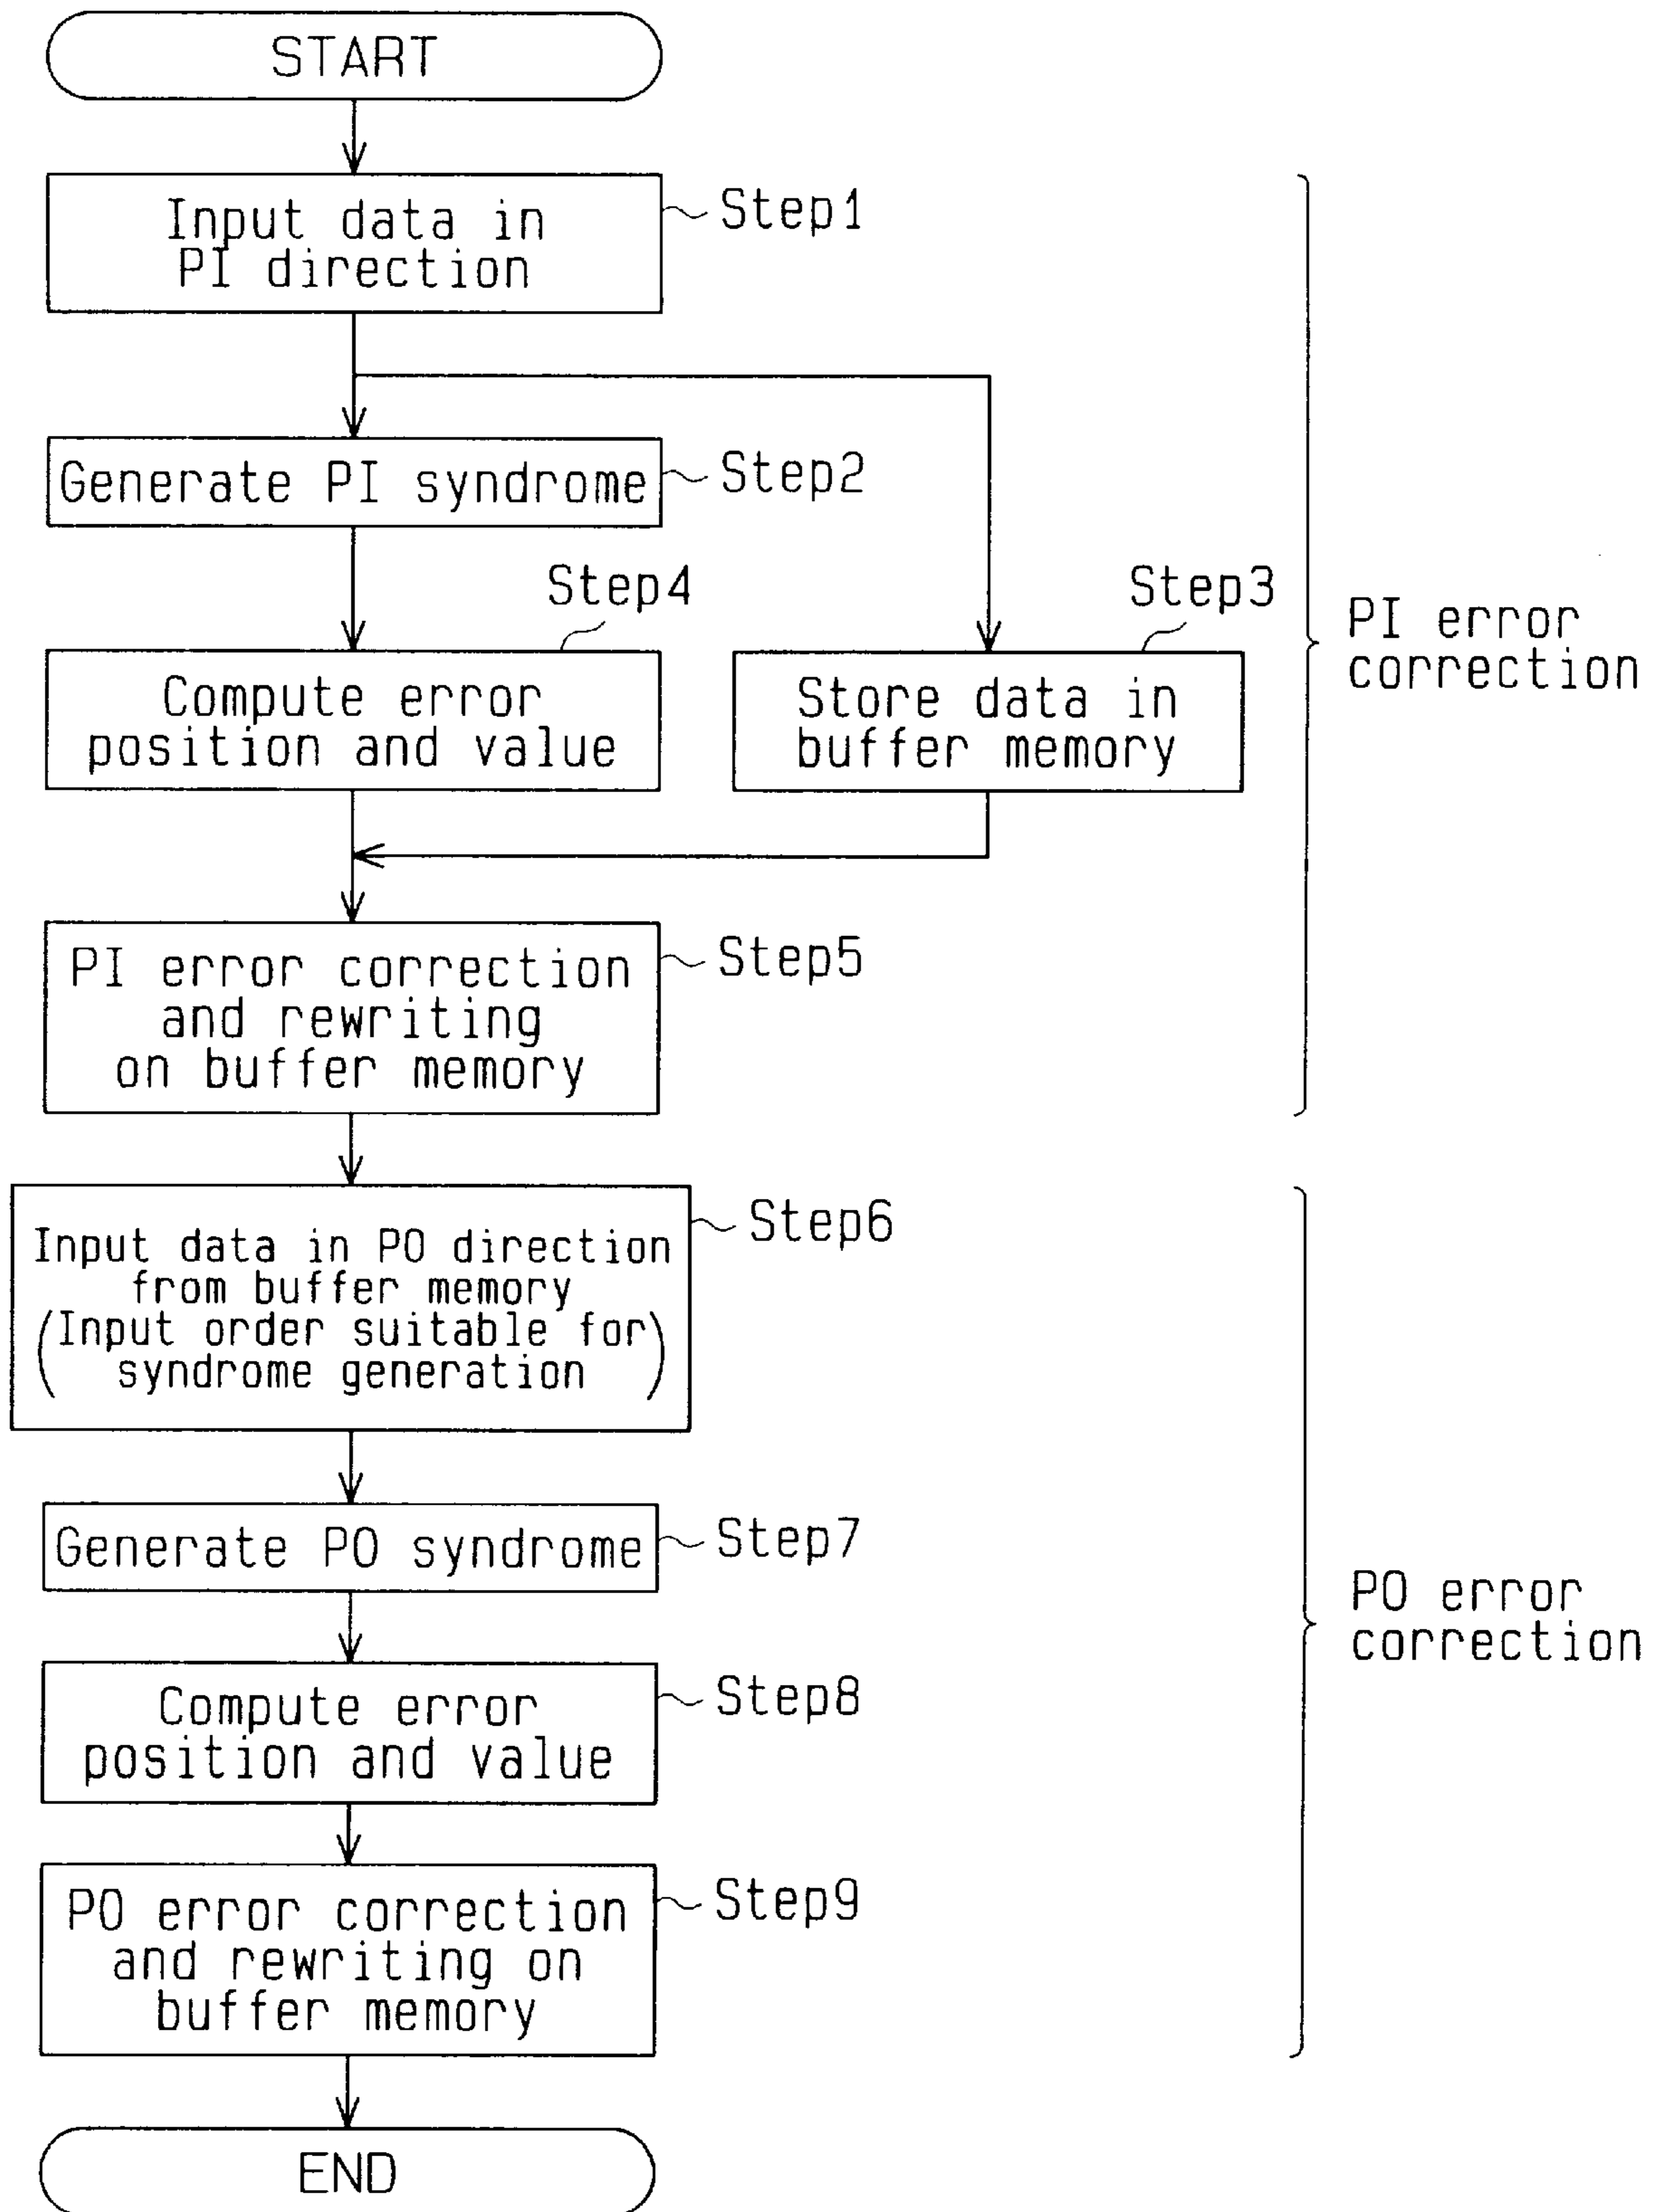 START
Input data in
PI direction
Step1
Generate PI syndrome
Step2
Step4
Compute error
position and value
Step3
Store data in
buffer memory
PI error
correction
PI error correction
and rewriting
on buffer memory
Step5
Input data in PO direction
from buffer memory
(Input order suitable for
syndrome generation)
Step6
Generate PO syndrome
Step7
Compute error
position and value
Step8
PO error
correction
PO error correction
and rewriting on
buffer memory
Step9
END